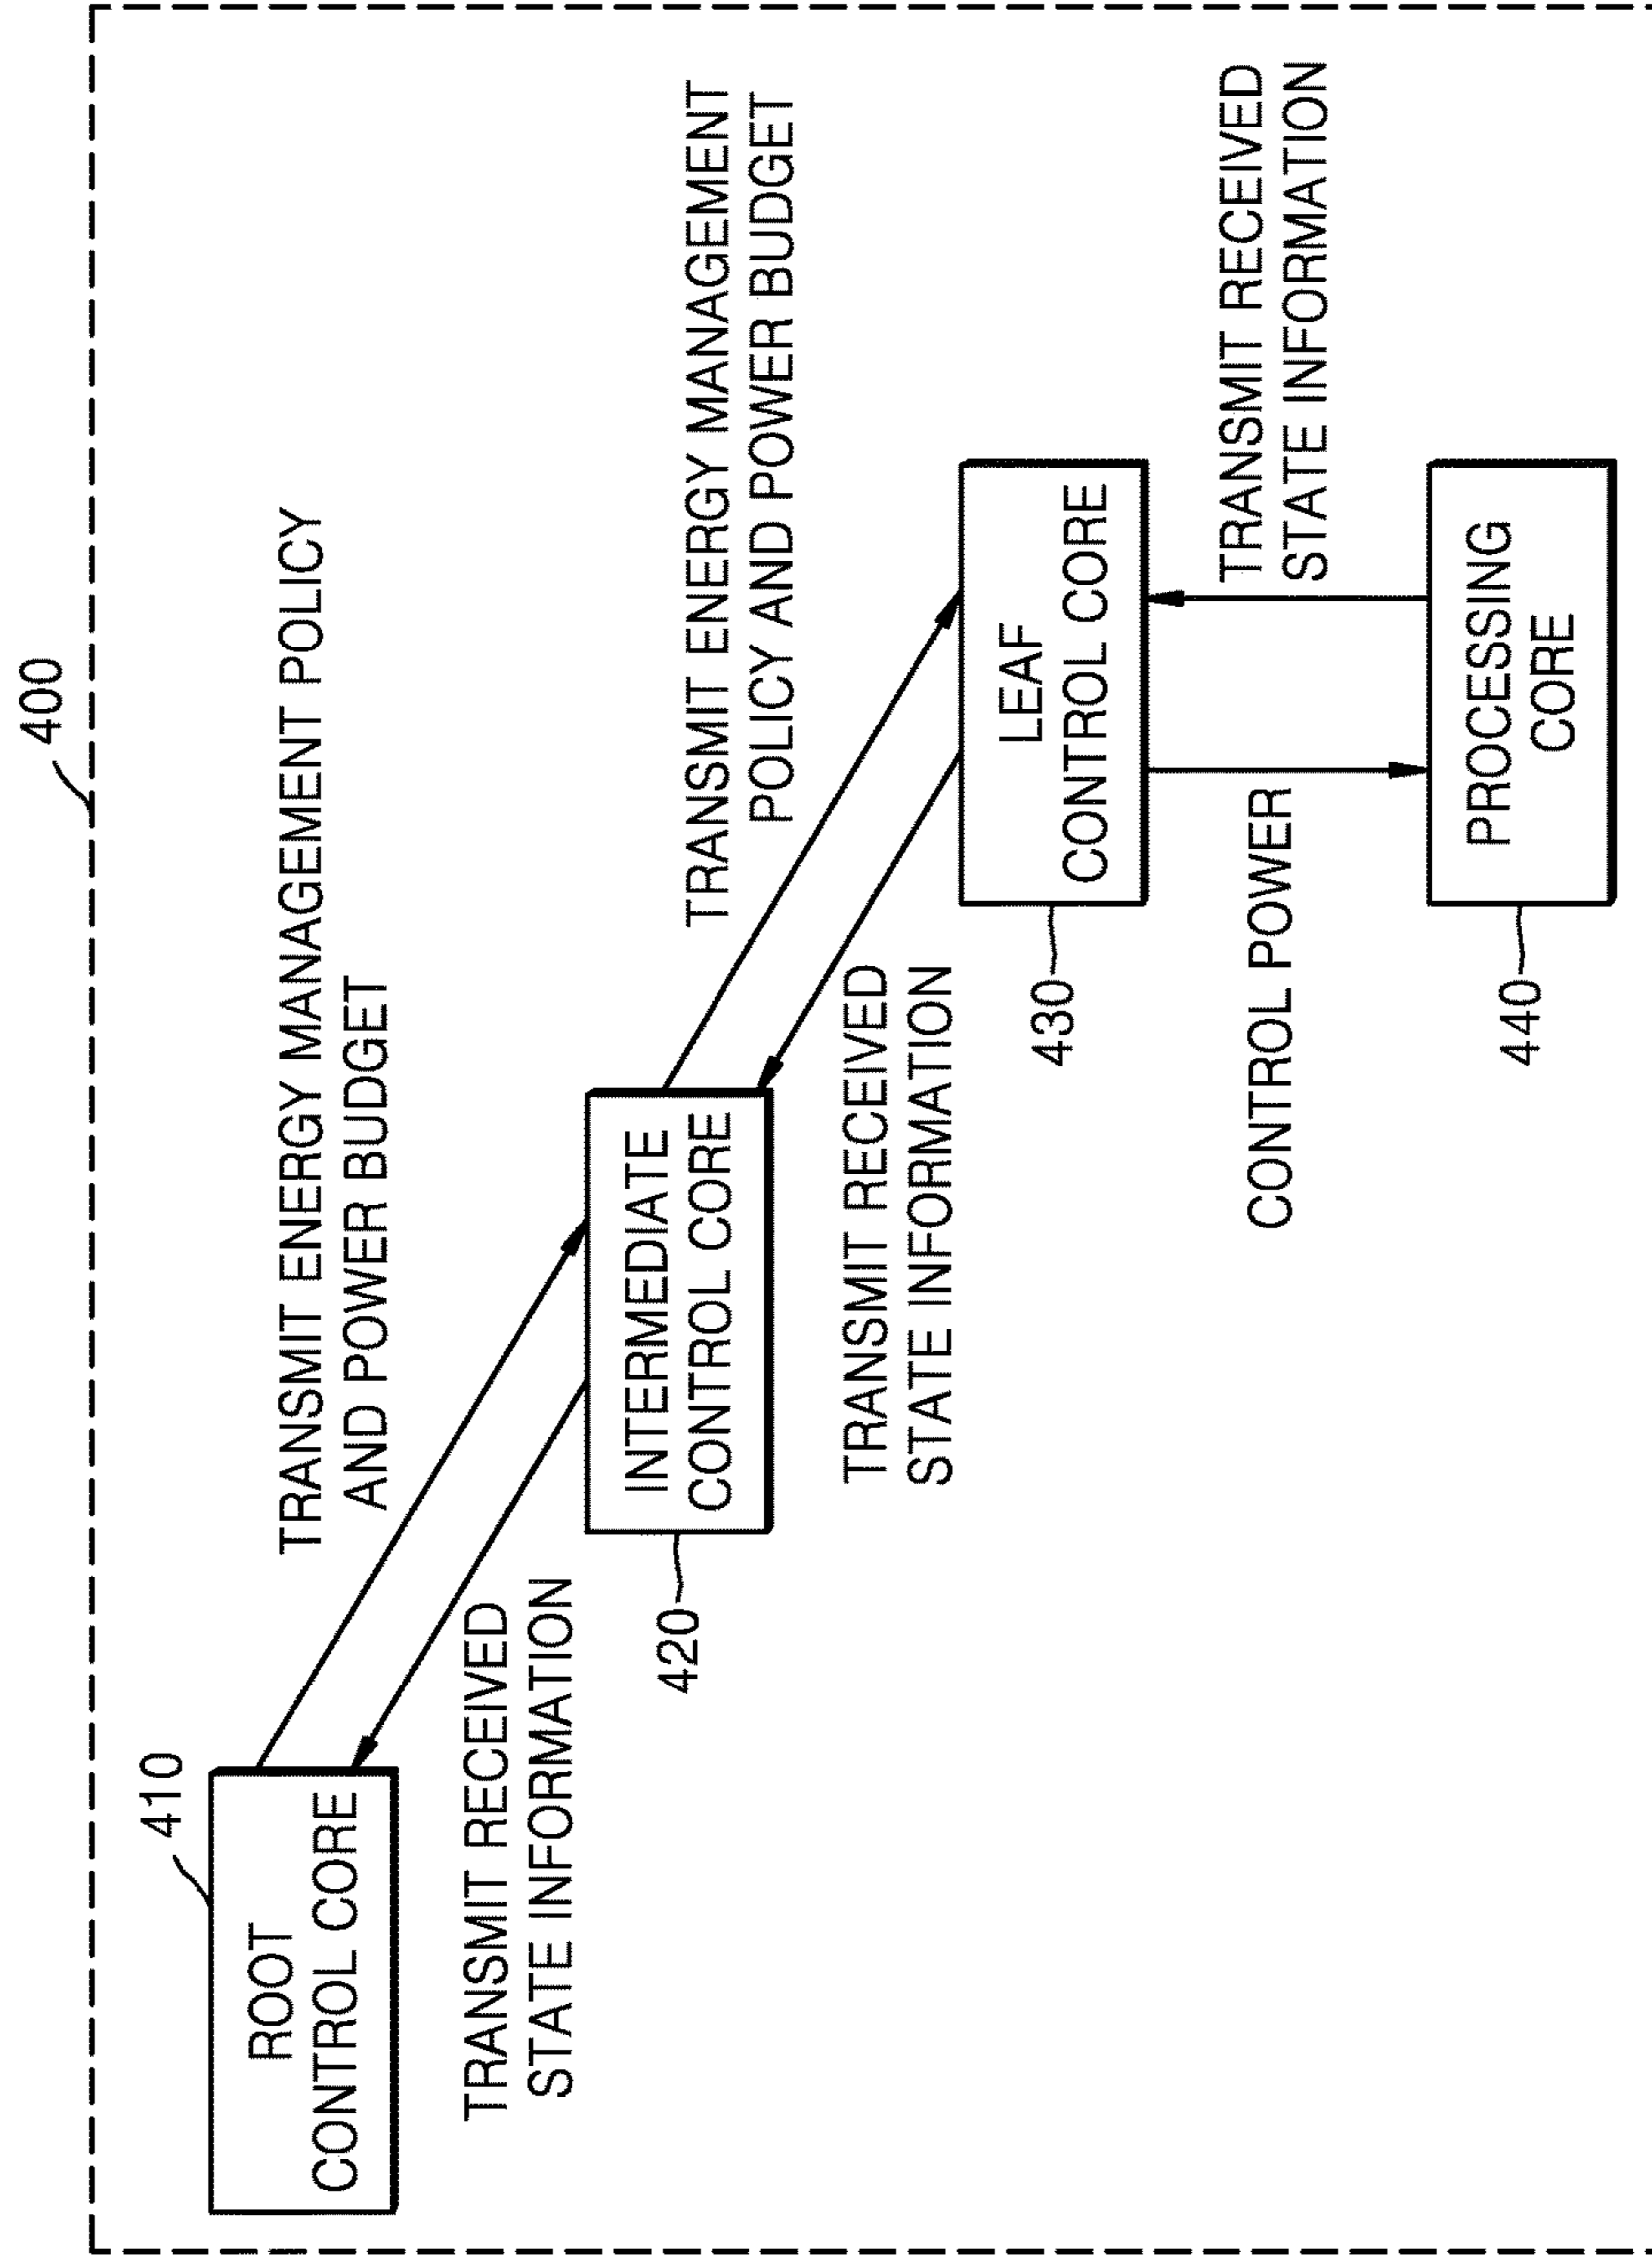 400
410
ROOT
CONTROL CORE
TRANSMIT ENERGY MANAGEMENT POLICY
AND POWER BUDGET
TRANSMIT RECEIVED
STATE INFORMATION
420
INTERMEDIATE
CONTROL CORE
TRANSMIT ENERGY MANAGEMENT
POLICY AND POWER BUDGET
TRANSMIT RECEIVED
STATE INFORMATION
430
LEAF
CONTROL CORE
CONTROL POWER
TRANSMIT RECEIVED
STATE INFORMATION
440
PROCESSING
CORE